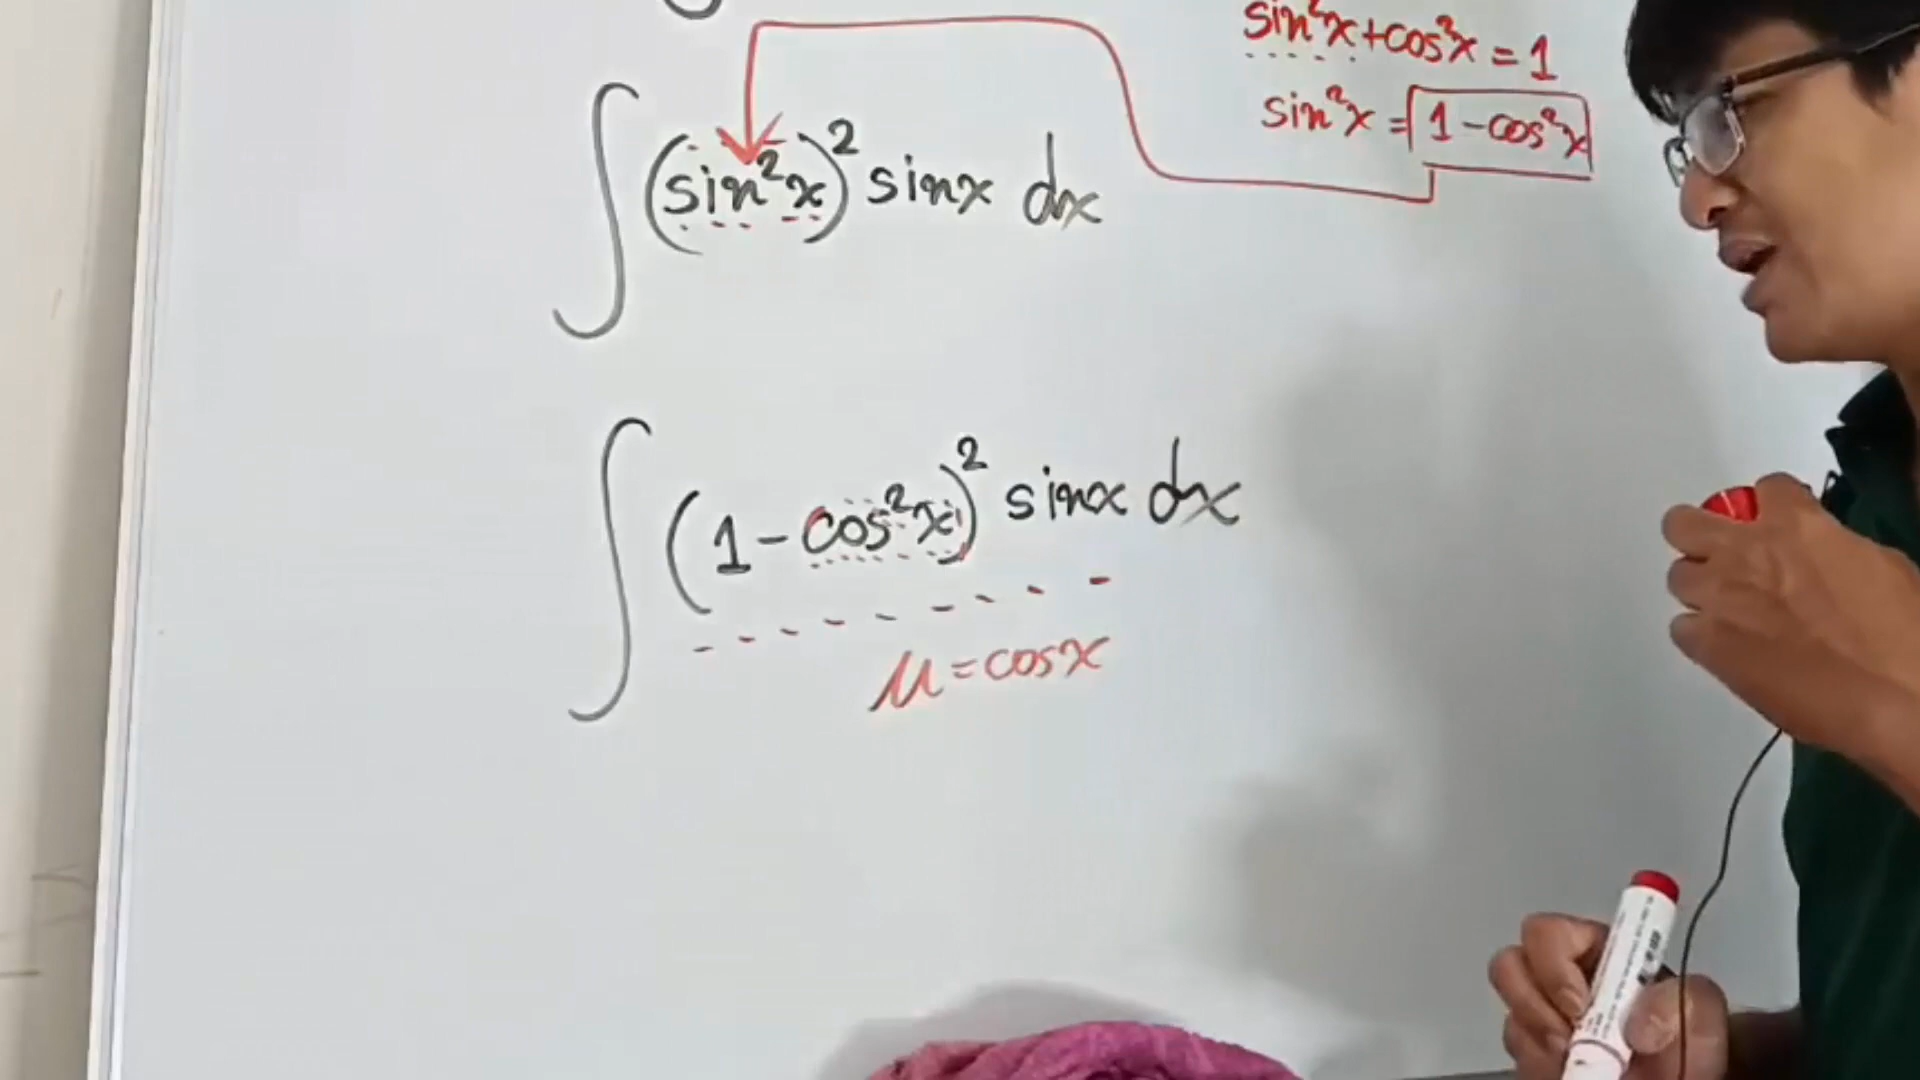 sin²x+cos²x = 1
sin²x = 1-cos²x
∫(sin²x)² sinx dx
∫(1-cos²x)² sinx dx
u=cosx